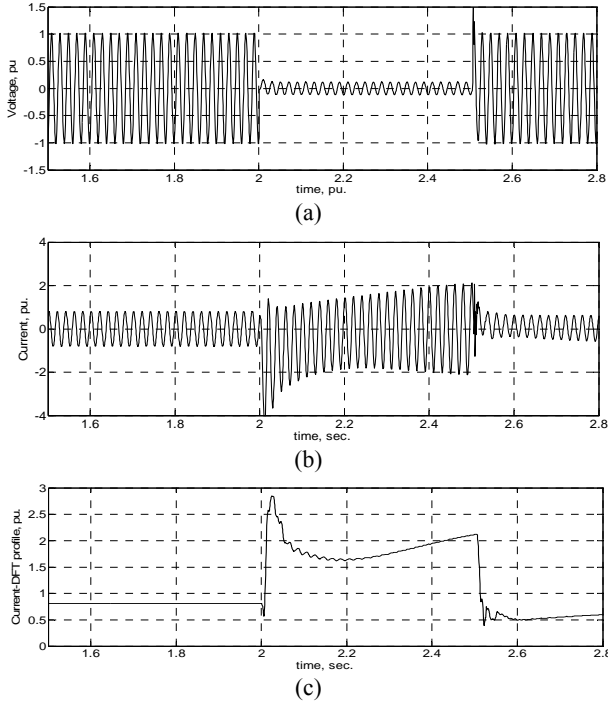 1.5
1
0.5
0
-0.5
-1
-1.5
Voltage, pu
1.6 1.8 2 2.2 2.4 2.6 2.8
time, pu.
(a)
4
2
0
-2
-4
Current, pu.
1.6 1.8 2 2.2 2.4 2.6 2.8
time, sec.
(b)
3
2.5
2
1.5
1
0.5
0
Current-DFT profile, pu.
1.6 1.8 2 2.2 2.4 2.6 2.8
time, sec.
(c)